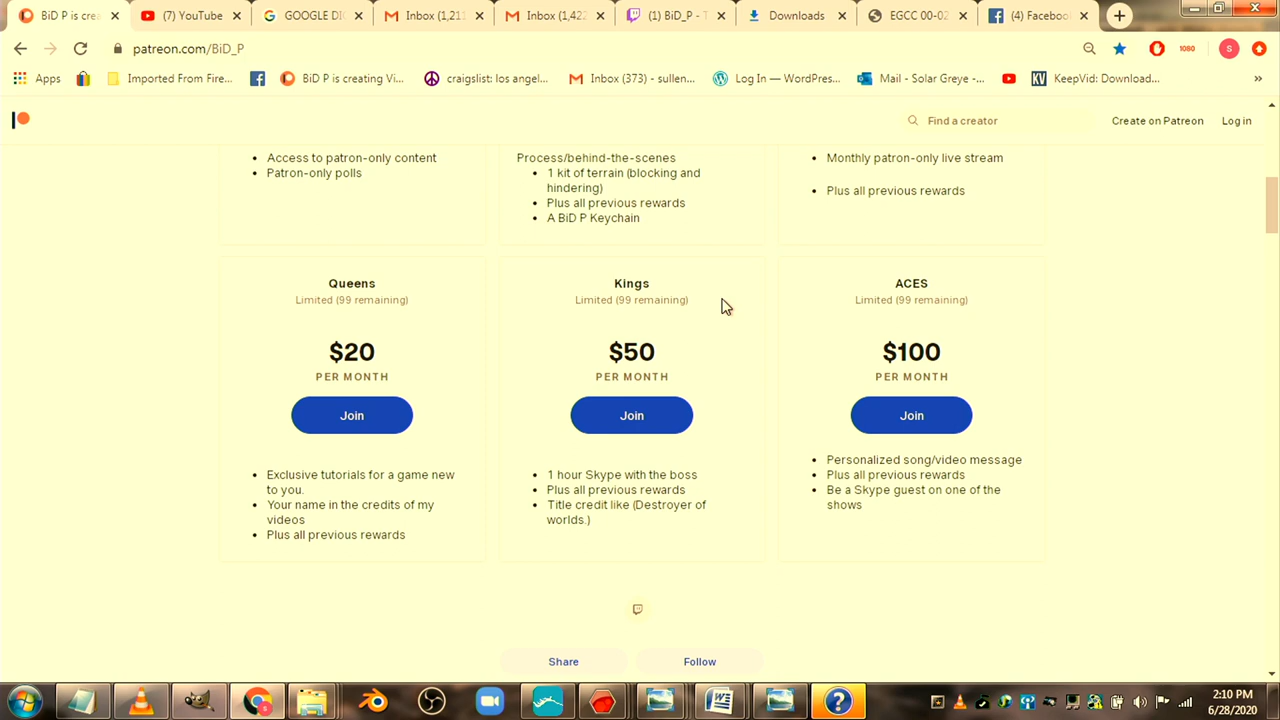 BiD P is crea
(7) YouTube
GOOGLE DIC
Inbox (1,211
Inbox (1,422
(1) BiD_P - T
Downloads
EGCC 00-02
(4) Facebook
patreon.com/BiD_P
1080
S
Apps
Imported From Fire...
BiD P is creating Vi...
craigslist: los angel...
Inbox (373) - sullen...
Log In — WordPress...
Mail - Solar Greye -...
KV
KeepVid: Download...
»
Find a creator
Create on Patreon
Log in
• Access to patron-only content
• Patron-only polls
Process/behind-the-scenes
• 1 kit of terrain (blocking and
hindering)
• Plus all previous rewards
• A BiD P Keychain
• Monthly patron-only live stream
• Plus all previous rewards
Queens
Limited (99 remaining)
$20
PER MONTH
Join
• Exclusive tutorials for a game new
to you.
• Your name in the credits of my
videos
• Plus all previous rewards
Kings
Limited (99 remaining)
$50
PER MONTH
Join
• 1 hour Skype with the boss
• Plus all previous rewards
• Title credit like (Destroyer of
worlds.)
ACES
Limited (99 remaining)
$100
PER MONTH
Join
• Personalized song/video message
• Plus all previous rewards
• Be a Skype guest on one of the
shows
Share
Follow
2:10 PM
6/28/2020